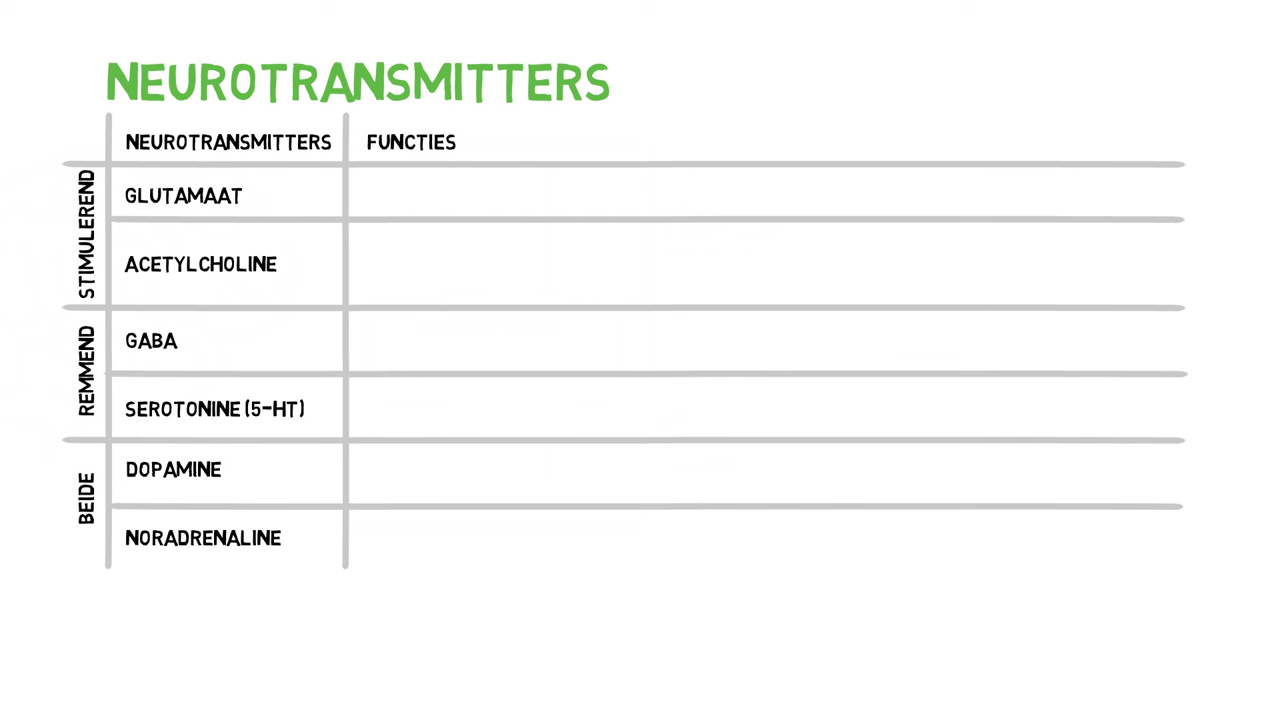 NEUROTRANSMITTERS
NEUROTRANSMITTERS FUNCTIES
STIMULEREND
GLUTAMAAT
ACETYLCHOLINE
REMMEND
GABA
SEROTONINE (5-HT)
BEIDE
DOPAMINE
NORADRENALINE